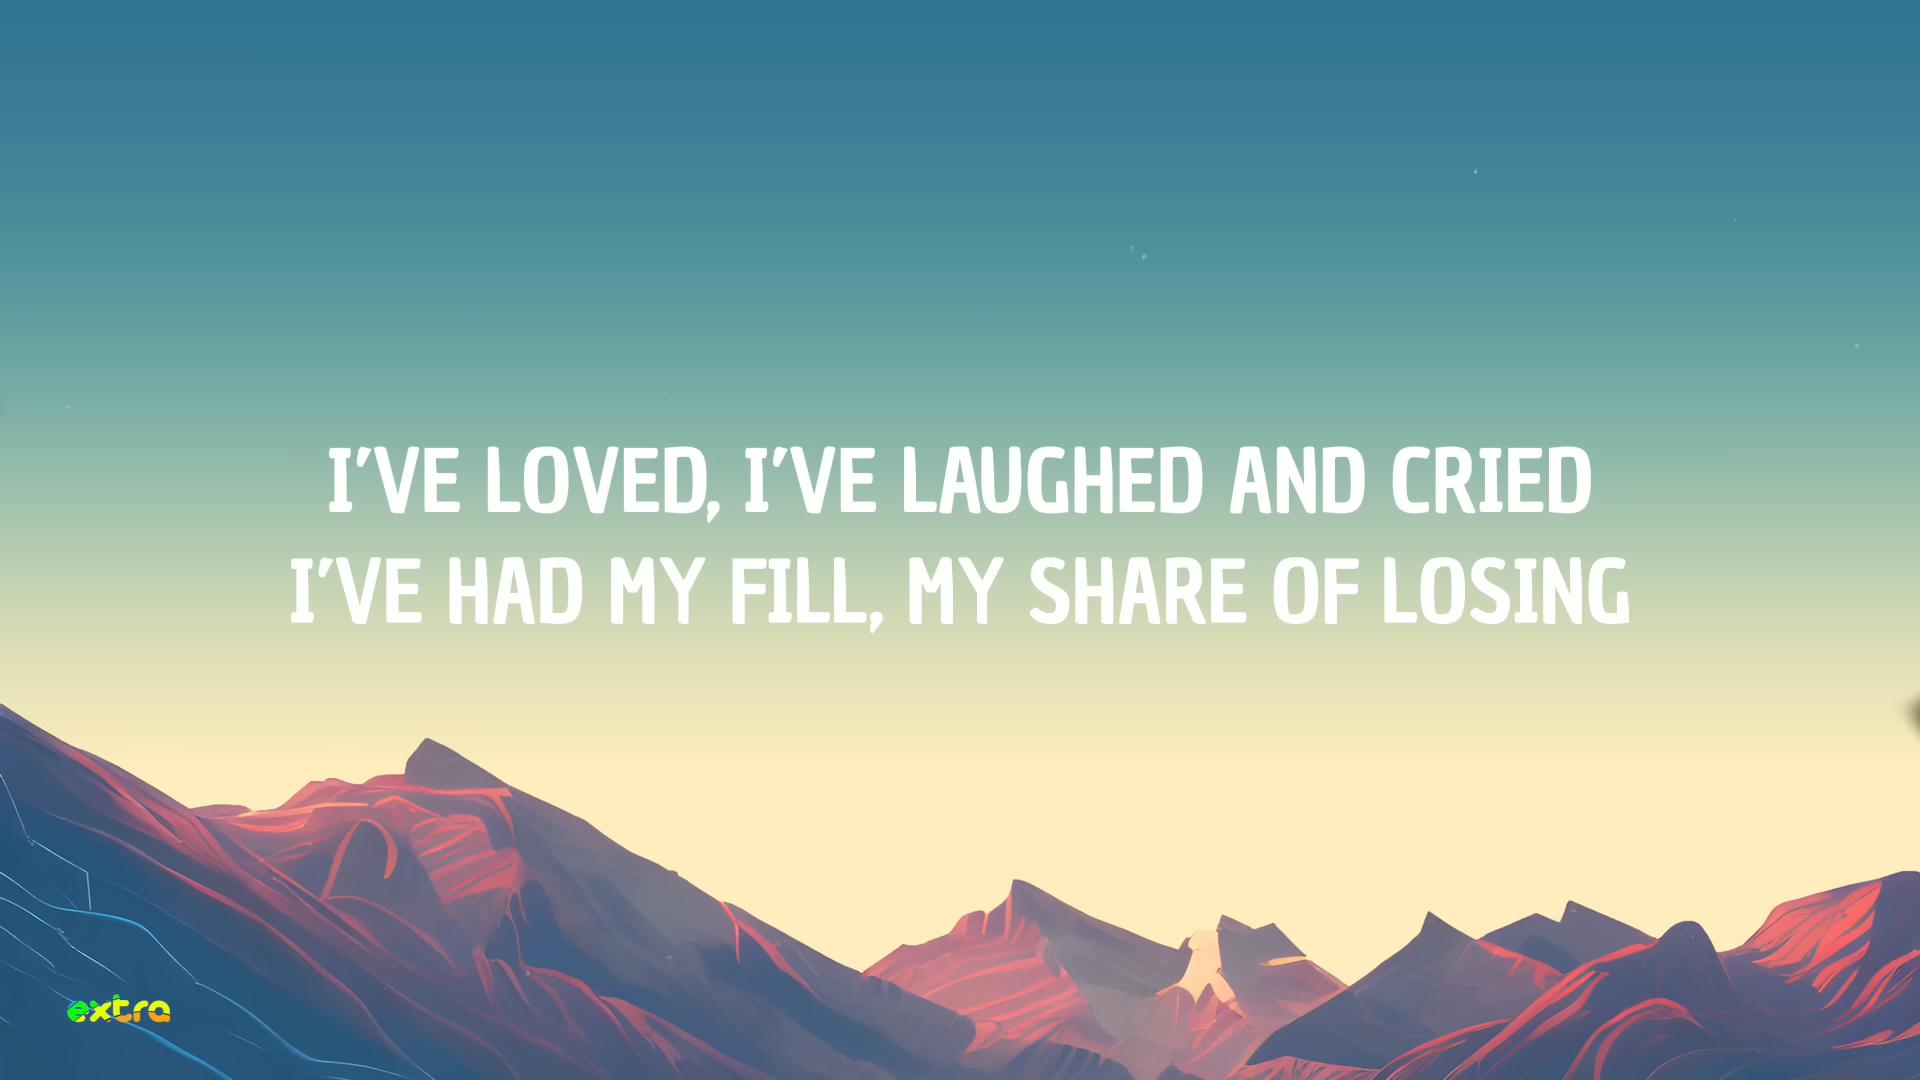 I'VE LOVED, I'VE LAUGHED AND CRIED
I'VE HAD MY FILL, MY SHARE OF LOSING
extra